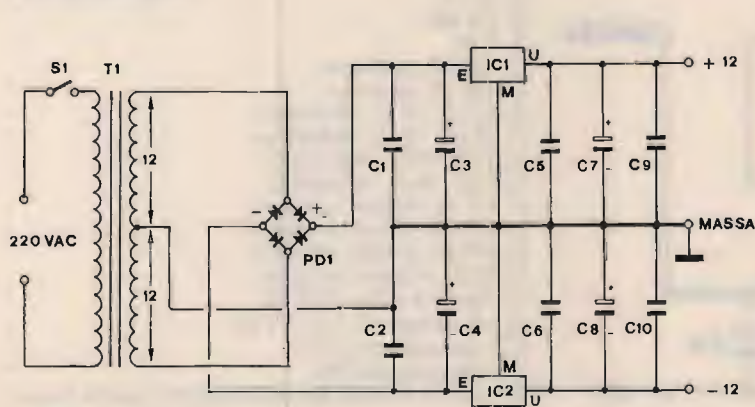 S1
T1
12
12
220 VAC
PD1
- +
C1
C2
+
C3
-
+
C4
-
E
IC1
U
M
M
E
IC2
U
C5
C6
+
C7
-
+
C8
-
C9
C10
+ 12
MASSA
- 12